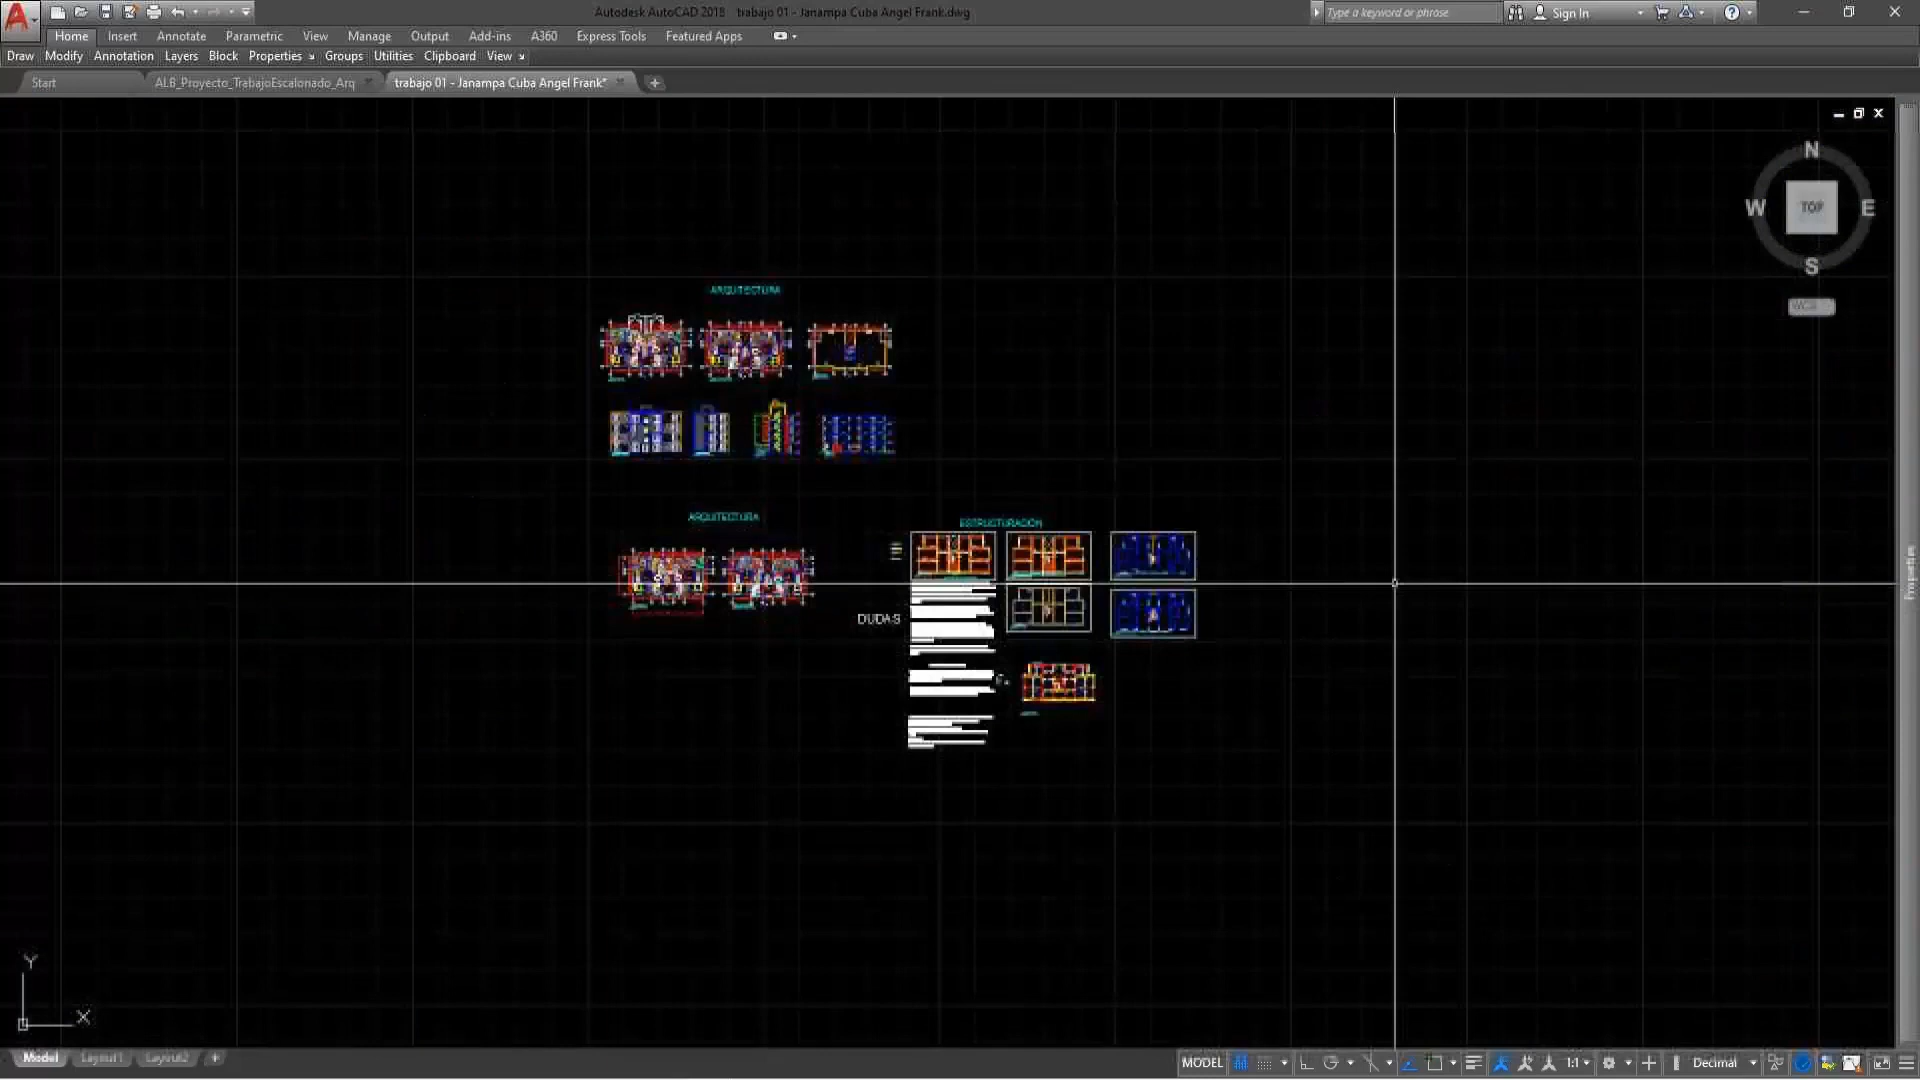 Autodesk AutoCAD 2018 trabajo 01 - Janampa Cuba Angel Frank.dwg
Type a keyword or phrase
Sign In
Home Insert Annotate Parametric View Manage Output Add-ins A360 Express Tools Featured Apps
Draw Modify Annotation Layers Block Properties Groups Utilities Clipboard View
Start ALB_Proyecto_TrabajoEscalonado_Arq trabajo 01 - Janampa Cuba Angel Frank*
N
W TOP E
S
WCS
ARQUITECTURA
ARQUITECTURA
ESTRUCTURACION
DUDAS
Properties
Y
X
Model Layout1 Layout2 +
MODEL 1:1 Decimal